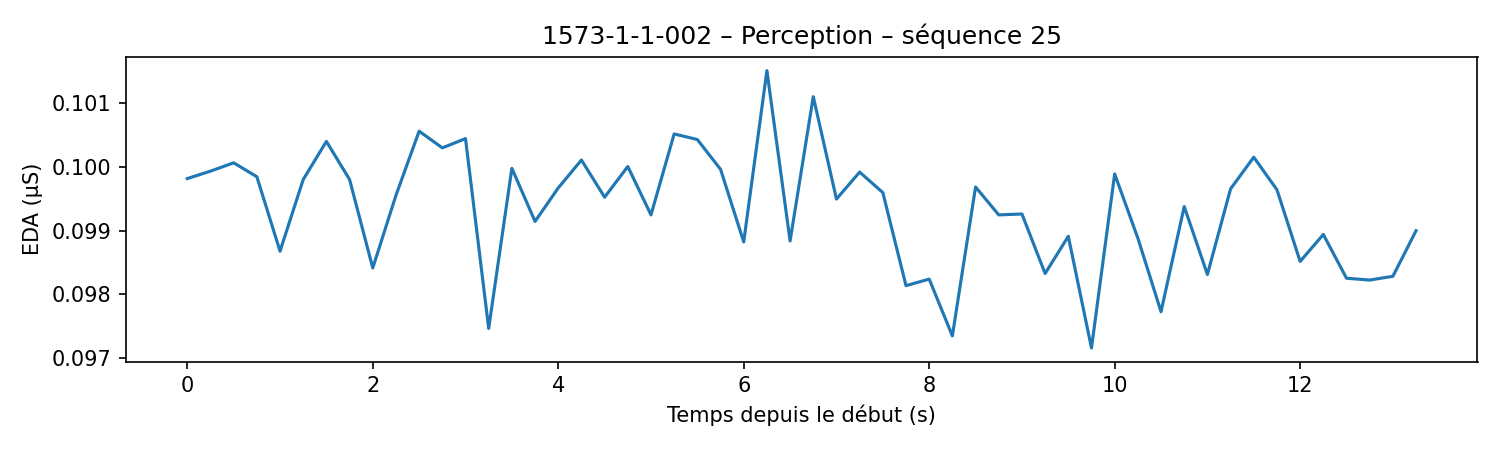 1573-1-1-002 – Perception – séquence 25
EDA (µS)
0.101
0.100
0.099
0.098
0.097
0 2 4 6 8 10 12
Temps depuis le début (s)